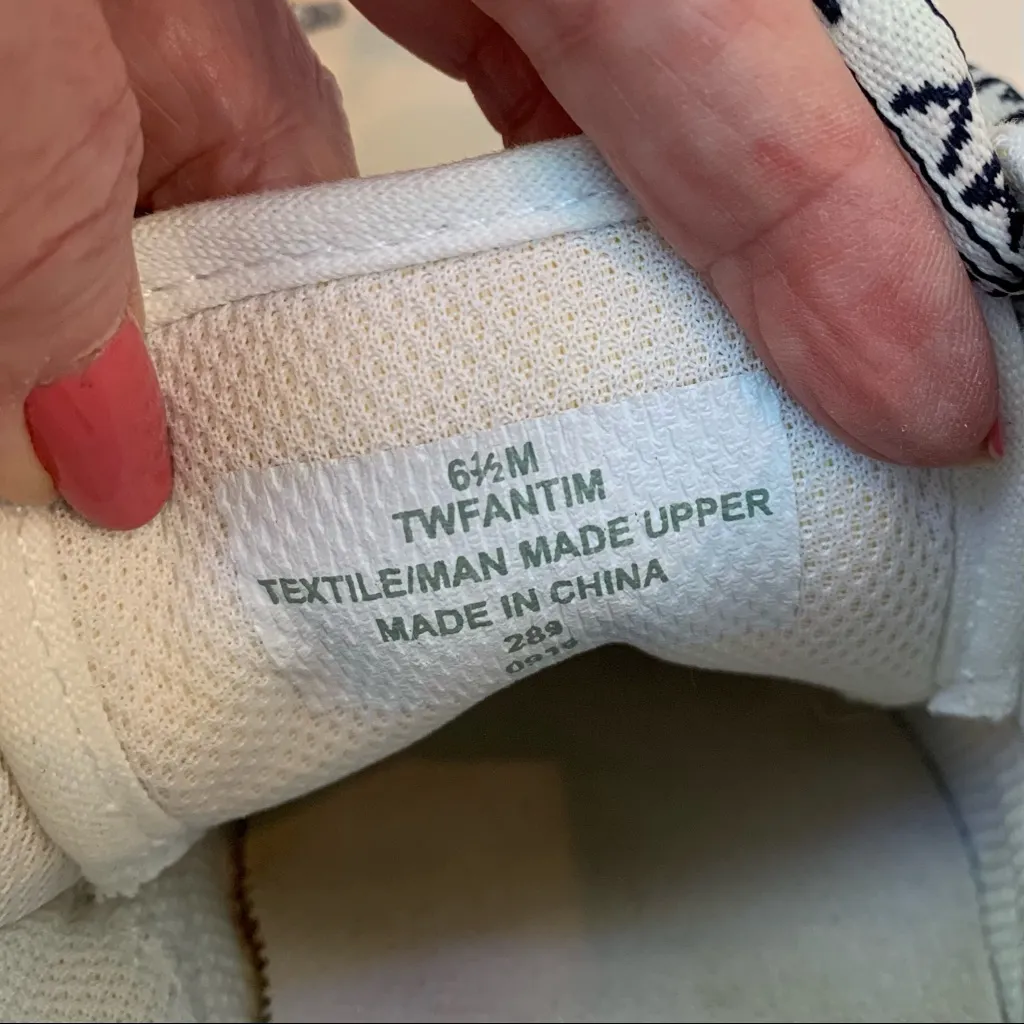 6½M
TWFANTIM
TEXTILE/MAN MADE UPPER
MADE IN CHINA
289